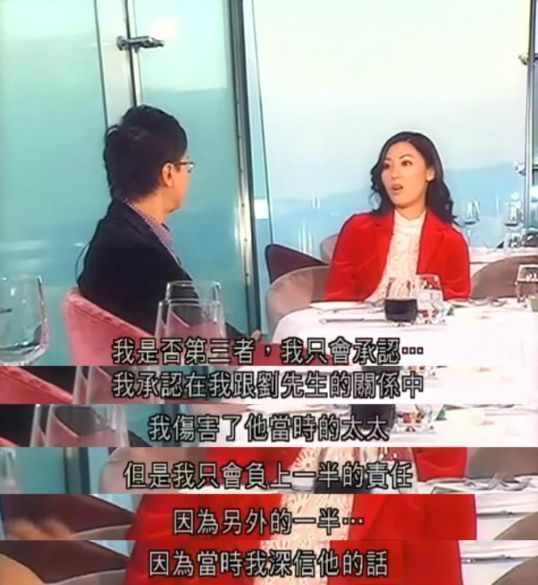 我是否第三者，我只會承認…
我承認在我跟劉先生的關係中
我傷害了他當時的太太
但是我只會負上一半的責任
因為另外的一半…
因為當時我深信他的話